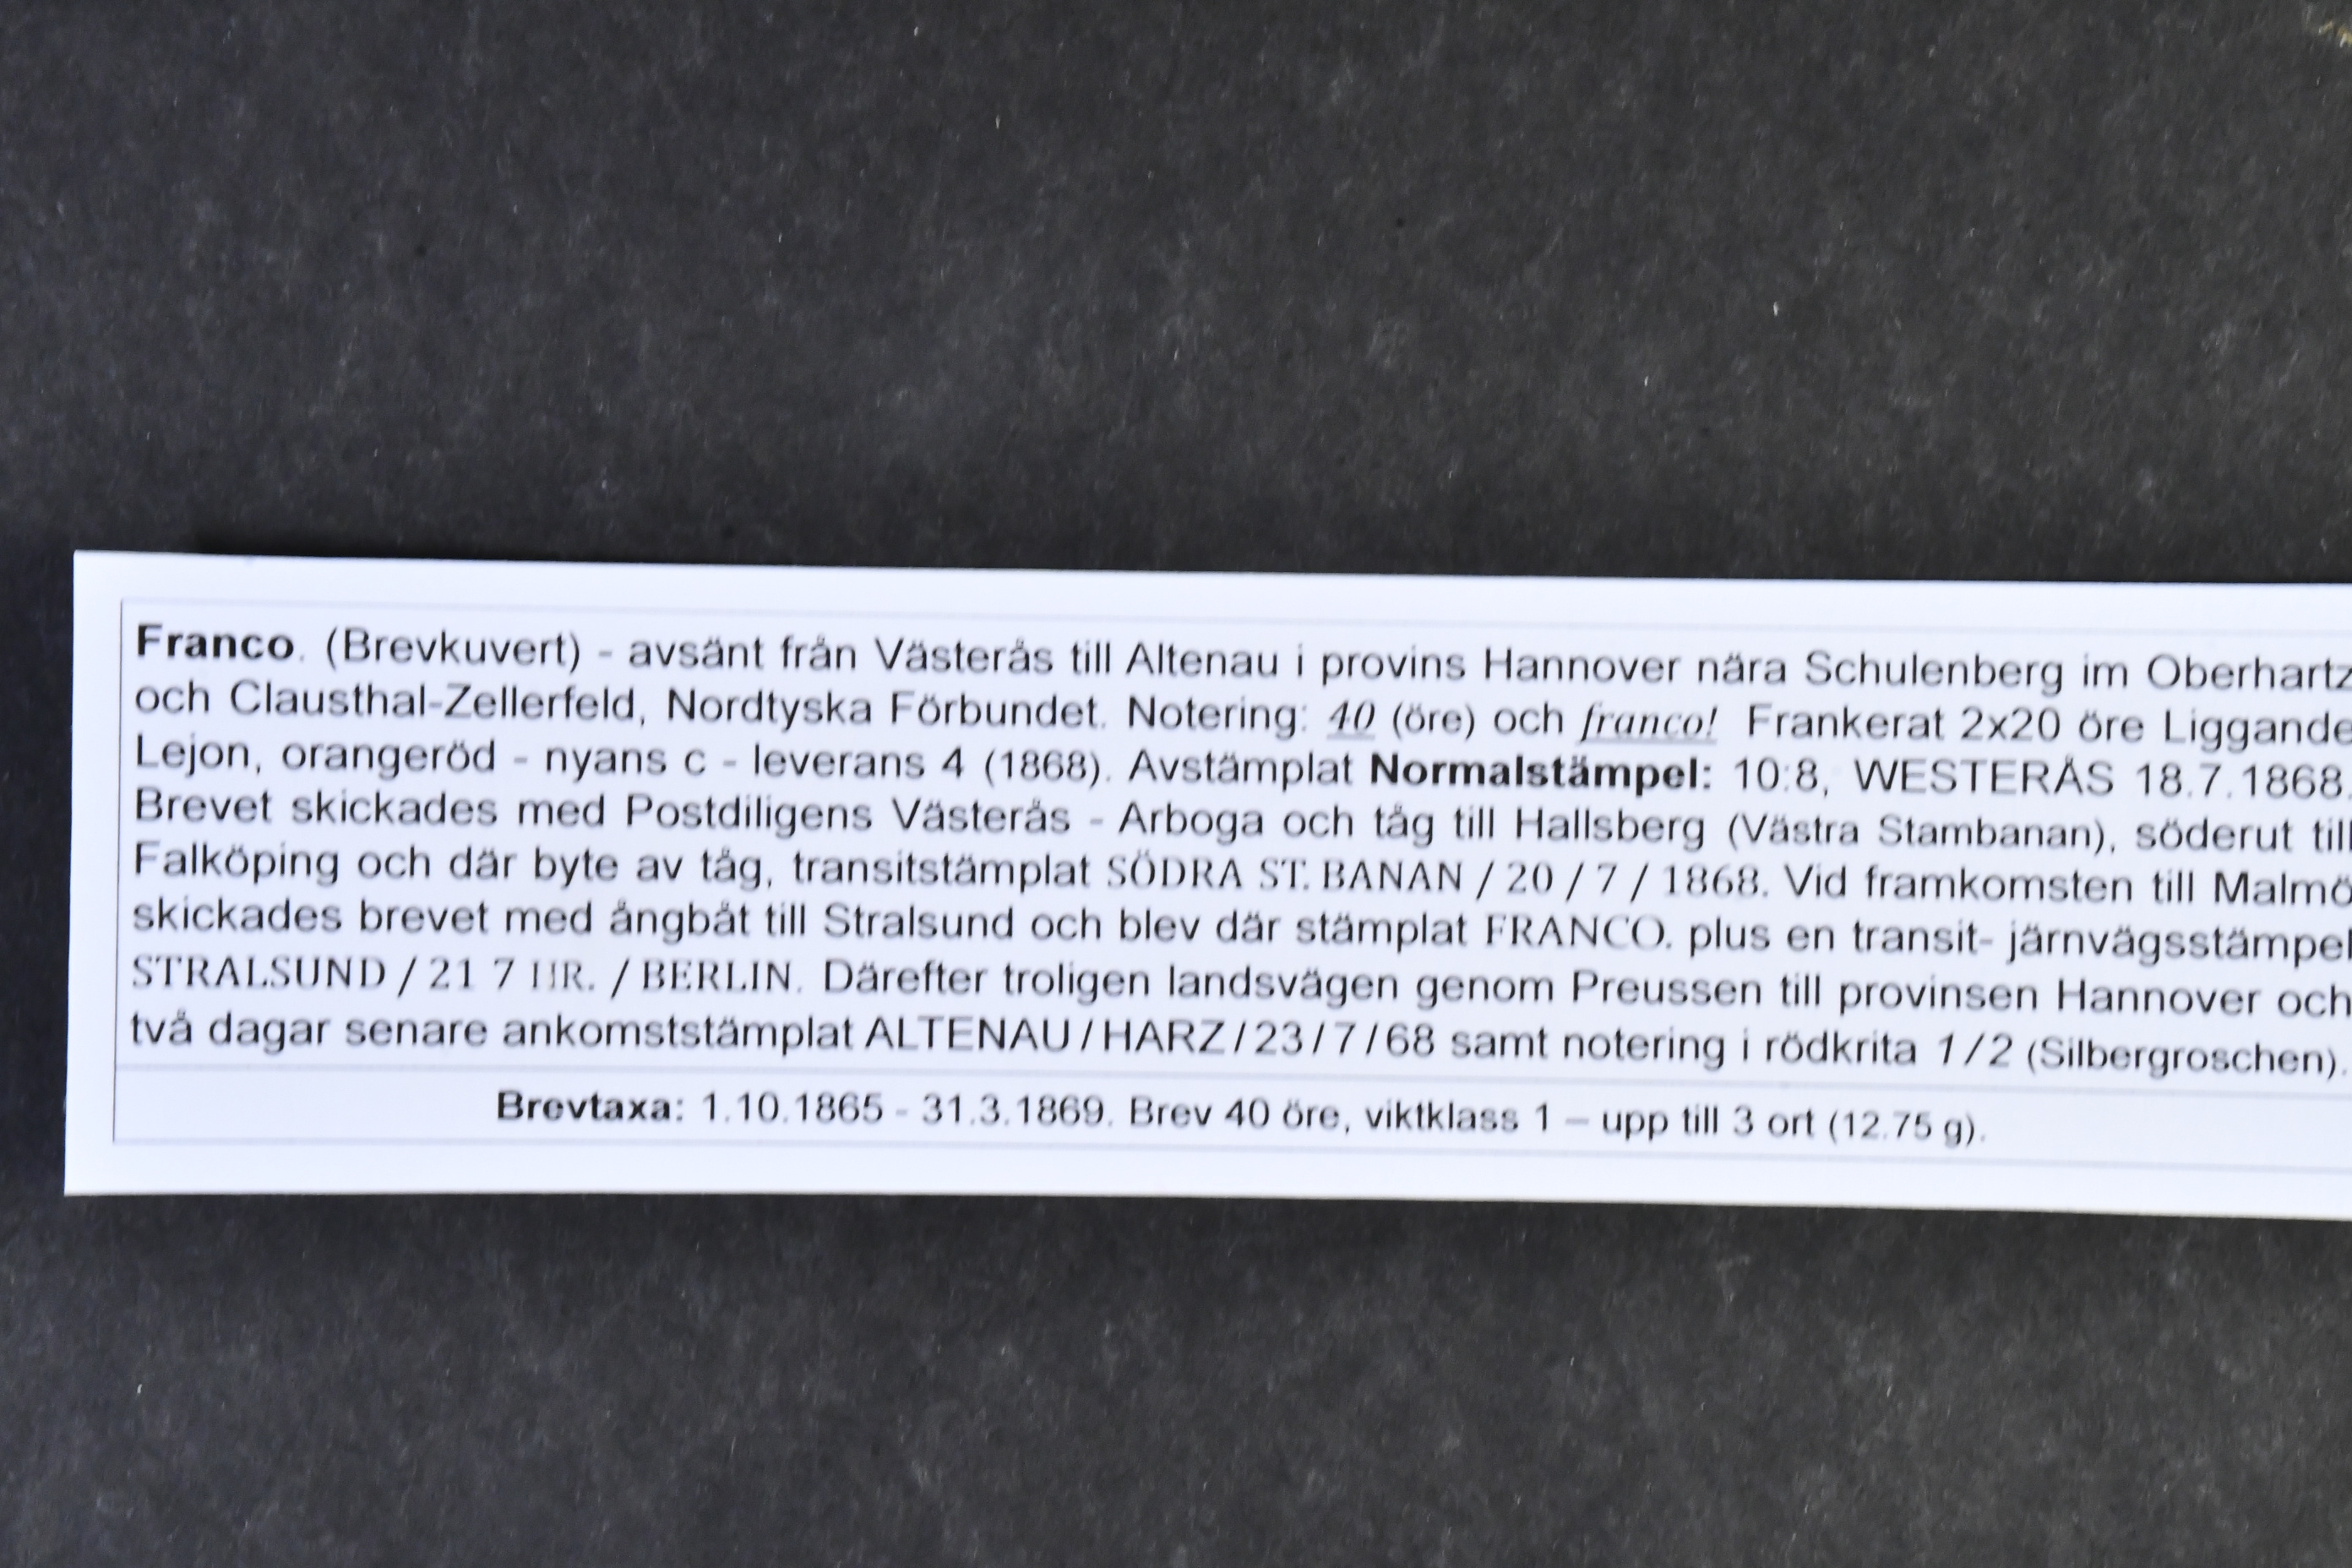 Franco. (Brevkuvert) - avsänt från Västerås till Altenau i provins Hannover nära Schulenberg im Oberhartz
och Clausthal-Zellerfeld, Nordtyska Förbundet. Notering: 40 (öre) och franco! Frankerat 2x20 öre Liggande
Lejon, orangeröd - nyans c - leverans 4 (1868). Avstämplat Normalstämpel: 10:8, WESTERÅS 18.7.1868.
Brevet skickades med Postdiligens Västerås - Arboga och tåg till Hallsberg (Västra Stambanan), söderut till
Falköping och där byte av tåg, transitstämplat SÖDRA ST. BANAN / 20 / 7 / 1868. Vid framkomsten till Malmö
skickades brevet med ångbåt till Stralsund och blev där stämplat FRANCO. plus en transit- järnvägsstämpel
STRALSUND / 21 7 IIR. / BERLIN. Därefter troligen landsvägen genom Preussen till provinsen Hannover och
två dagar senare ankomststämplat ALTENAU / HARZ / 23 / 7 / 68 samt notering i rödkrita 1 / 2 (Silbergroschen).
Brevtaxa: 1.10.1865 - 31.3.1869. Brev 40 öre, viktklass 1 – upp till 3 ort (12.75 g).